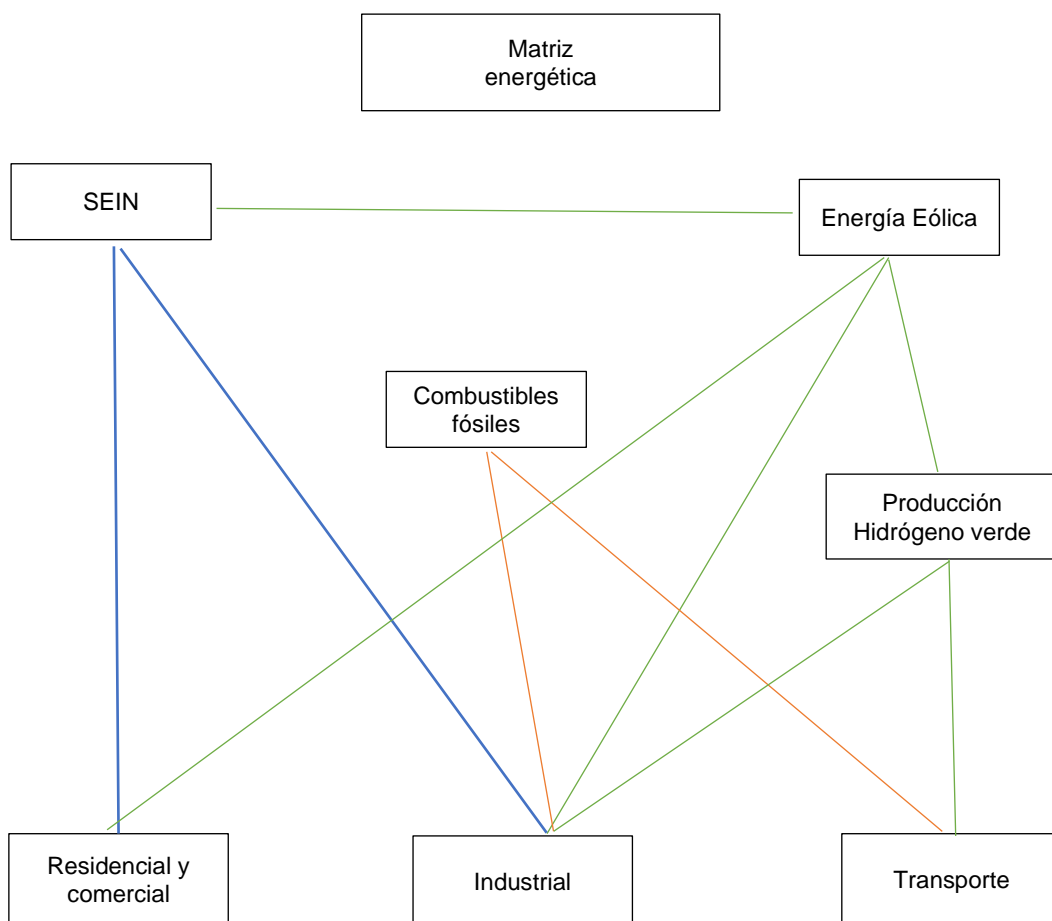 Matriz
energética
SEIN
Energía Eólica
Combustibles
fósiles
Producción
Hidrógeno verde
Residencial y
comercial
Industrial
Transporte